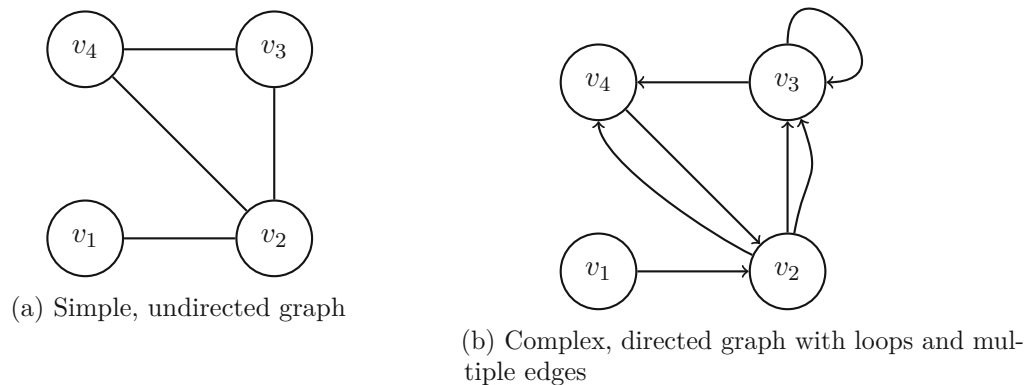 v4 v3
v1 v2
(a) Simple, undirected graph
v4 v3
v1 v2
(b) Complex, directed graph with loops and mul-
tiple edges